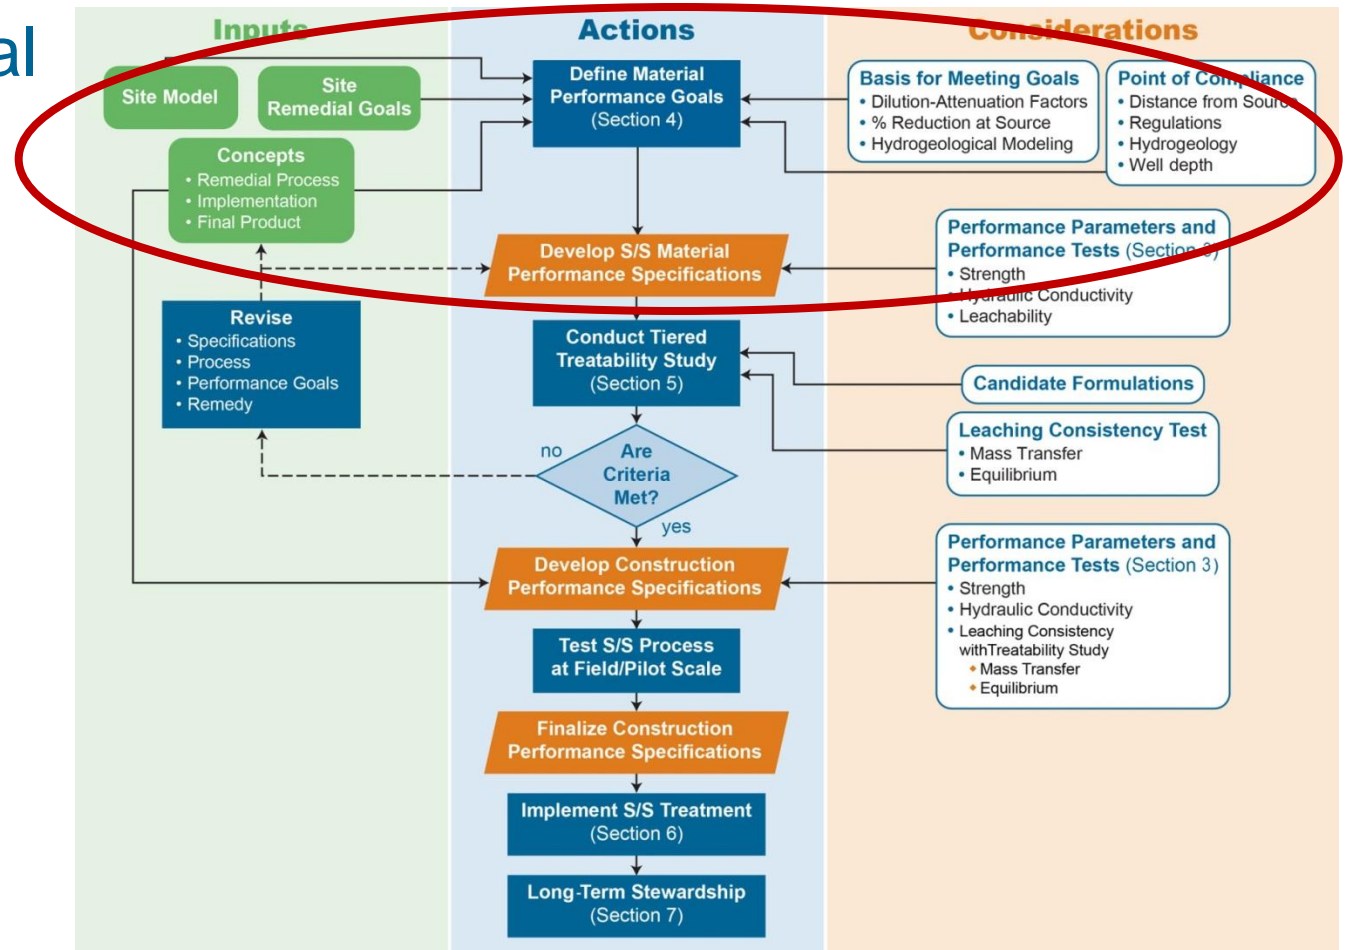 al
Inputs
Actions
Considerations
Site Model
Site
Remedial Goals
Concepts
• Remedial Process
• Implementation
• Final Product
Define Material
Performance Goals
(Section 4)
Basis for Meeting Goals
• Dilution-Attenuation Factors
• % Reduction at Source
• Hydrogeological Modeling
Point of Compliance
• Distance from Source
• Regulations
• Hydrogeology
• Well depth
Develop S/S Material
Performance Specifications
Performance Parameters and
Performance Tests (Section 3)
• Strength
• Hydraulic Conductivity
• Leachability
Revise
• Specifications
• Process
• Performance Goals
• Remedy
Conduct Tiered
Treatability Study
(Section 5)
Candidate Formulations
Leaching Consistency Test
• Mass Transfer
• Equilibrium
no
Are
Criteria
Met?
yes
Develop Construction
Performance Specifications
Performance Parameters and
Performance Tests (Section 3)
• Strength
• Hydraulic Conductivity
• Leaching Consistency
withTreatability Study
◆ Mass Transfer
◆ Equilibrium
Test S/S Process
at Field/Pilot Scale
Finalize Construction
Performance Specifications
Implement S/S Treatment
(Section 6)
Long-Term Stewardship
(Section 7)